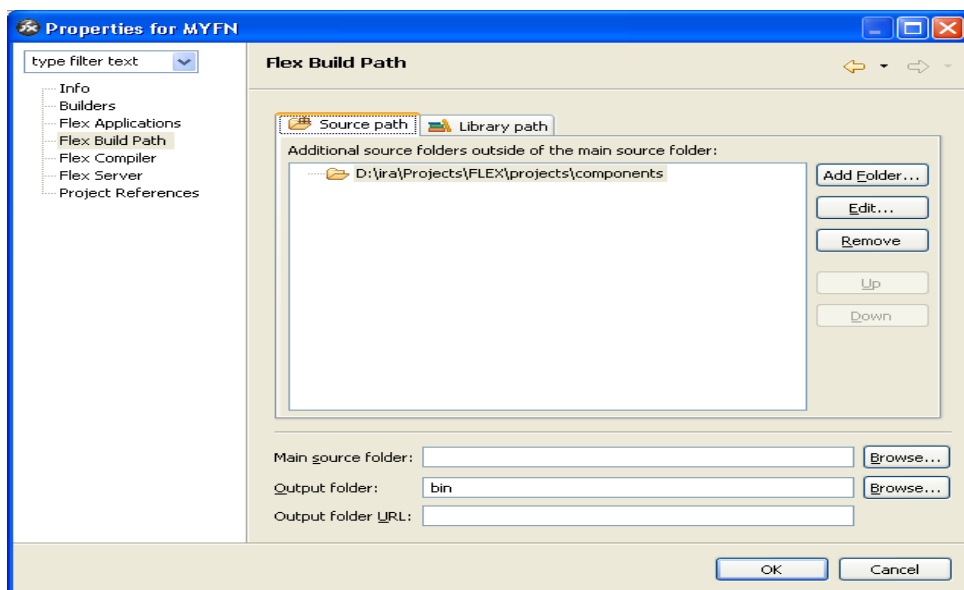 Properties for MYFN
type filter text
Info
Builders
Flex Applications
Flex Build Path
Flex Compiler
Flex Server
Project References
Flex Build Path
Source path
Library path
Additional source folders outside of the main source folder:
D:\ira\Projects\FLEX\projects\components
Add Folder...
Edit...
Remove
Up
Down
Main source folder:
Browse...
Output folder:
bin
Browse...
Output folder URL:
OK
Cancel